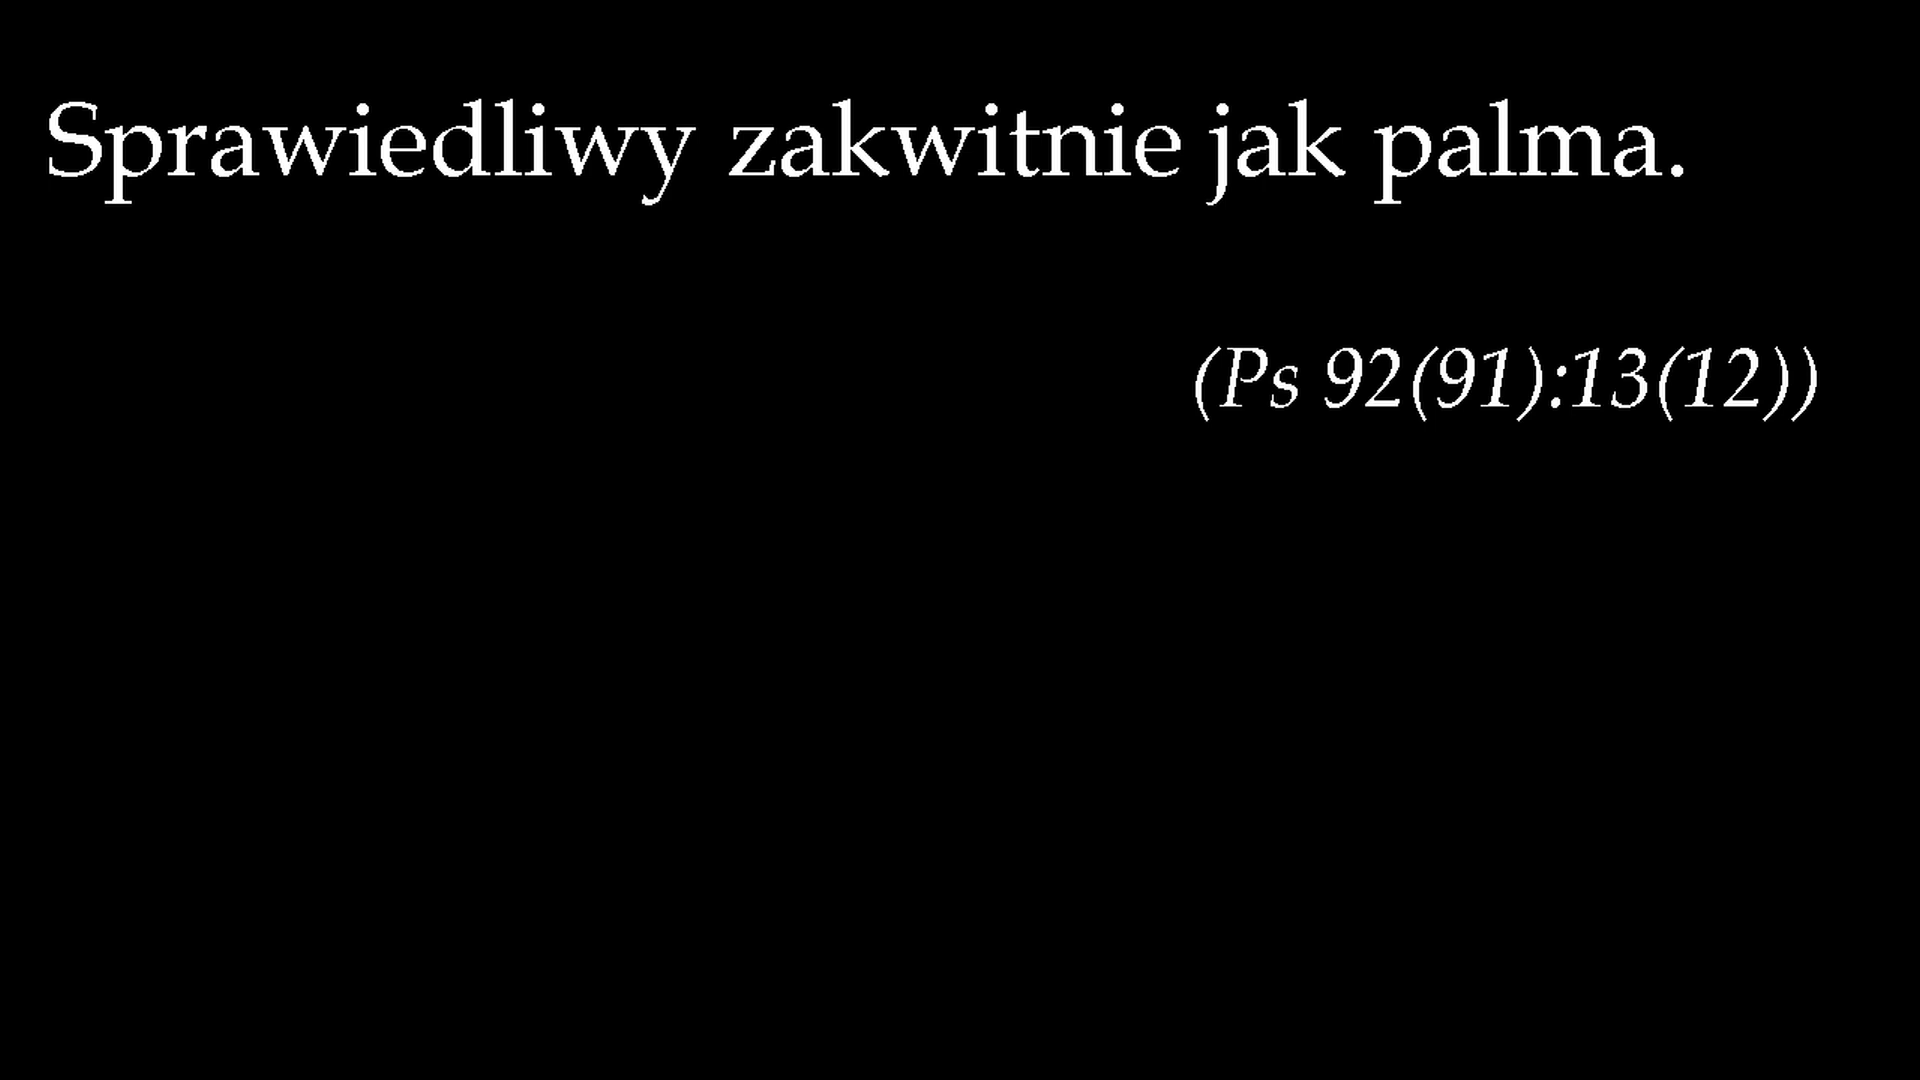 Sprawiedliwy zakwitnie jak palma.
(Ps 92(91):13(12))